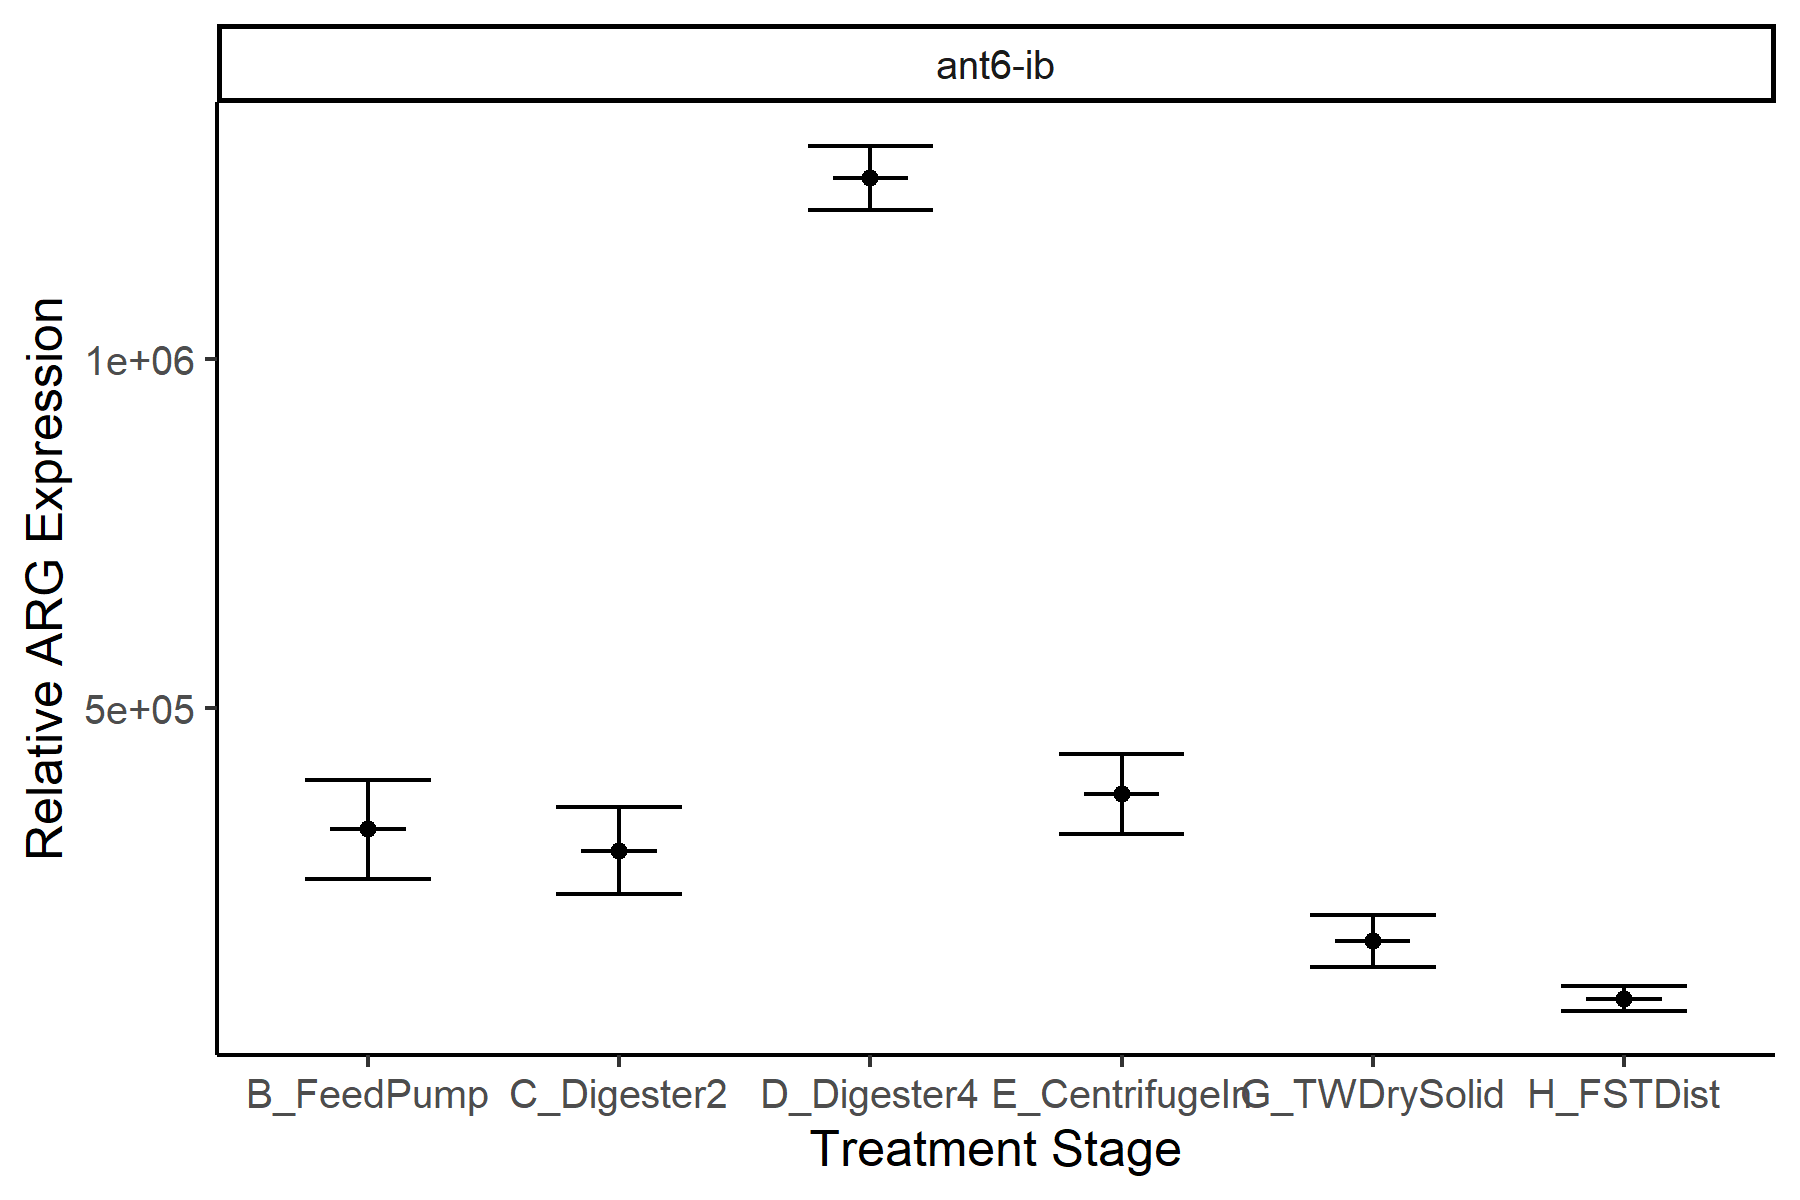 ant6-ib
Relative ARG Expression
1e+06
5e+05
B_FeedPump C_Digester2 D_Digester4 E_CentrifugeIn G_TWDrySolid H_FSTDist
Treatment Stage